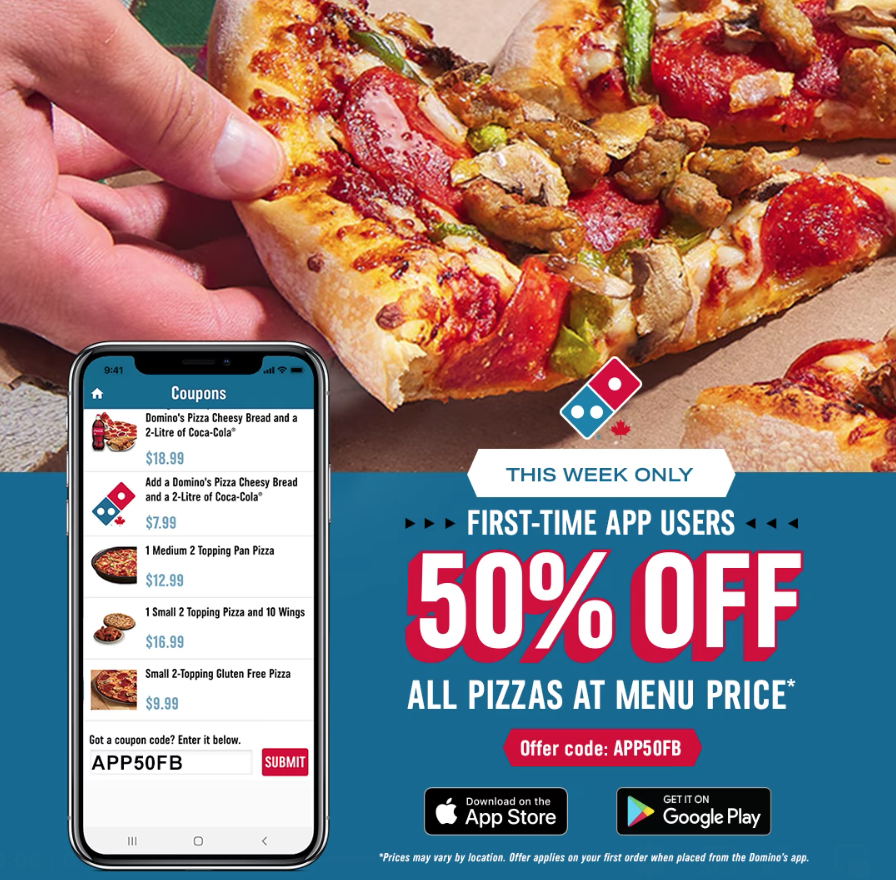 9:41
Coupons
Domino's Pizza Cheesy Bread and a
2-Litre of Coca-Cola®
$18.99
Add a Domino's Pizza Cheesy Bread
and a 2-Litre of Coca-Cola®
$7.99
1 Medium 2 Topping Pan Pizza
$12.99
1 Small 2 Topping Pizza and 10 Wings
$16.99
Small 2-Topping Gluten Free Pizza
$9.99
Got a coupon code? Enter it below.
APP50FB
SUBMIT
THIS WEEK ONLY
FIRST-TIME APP USERS
50% OFF
ALL PIZZAS AT MENU PRICE*
Offer code: APP50FB
Download on the
App Store
GET IT ON
Google Play
*Prices may vary by location. Offer applies on your first order when placed from the Domino's app.